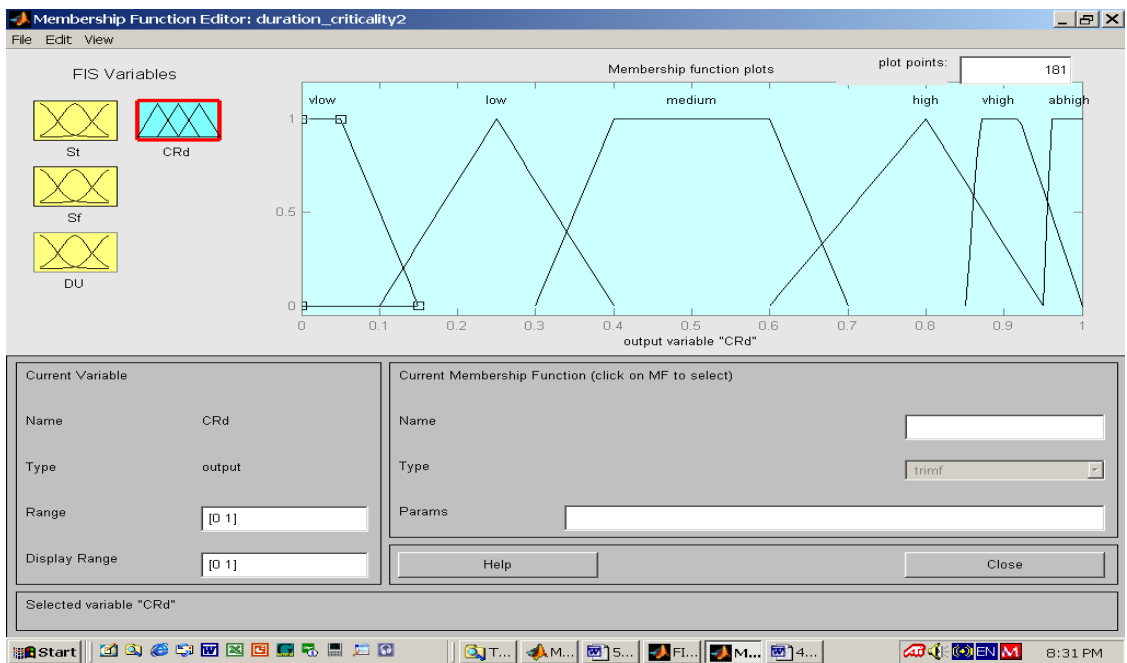 Membership Function Editor: duration_criticality2
File Edit View
FIS Variables
St
CRd
Sf
DU
Membership function plots
plot points:
181
vlow low medium high vhigh abhigh
1
0.5
0
0 0.1 0.2 0.3 0.4 0.5 0.6 0.7 0.8 0.9 1
output variable "CRd"
Current Variable
Name CRd
Type output
Range [0 1]
Display Range [0 1]
Current Membership Function (click on MF to select)
Name
Type trimf
Params
Help Close
Selected variable "CRd"
Start T... M... 5... FI... M... 4... EN M 8:31 PM